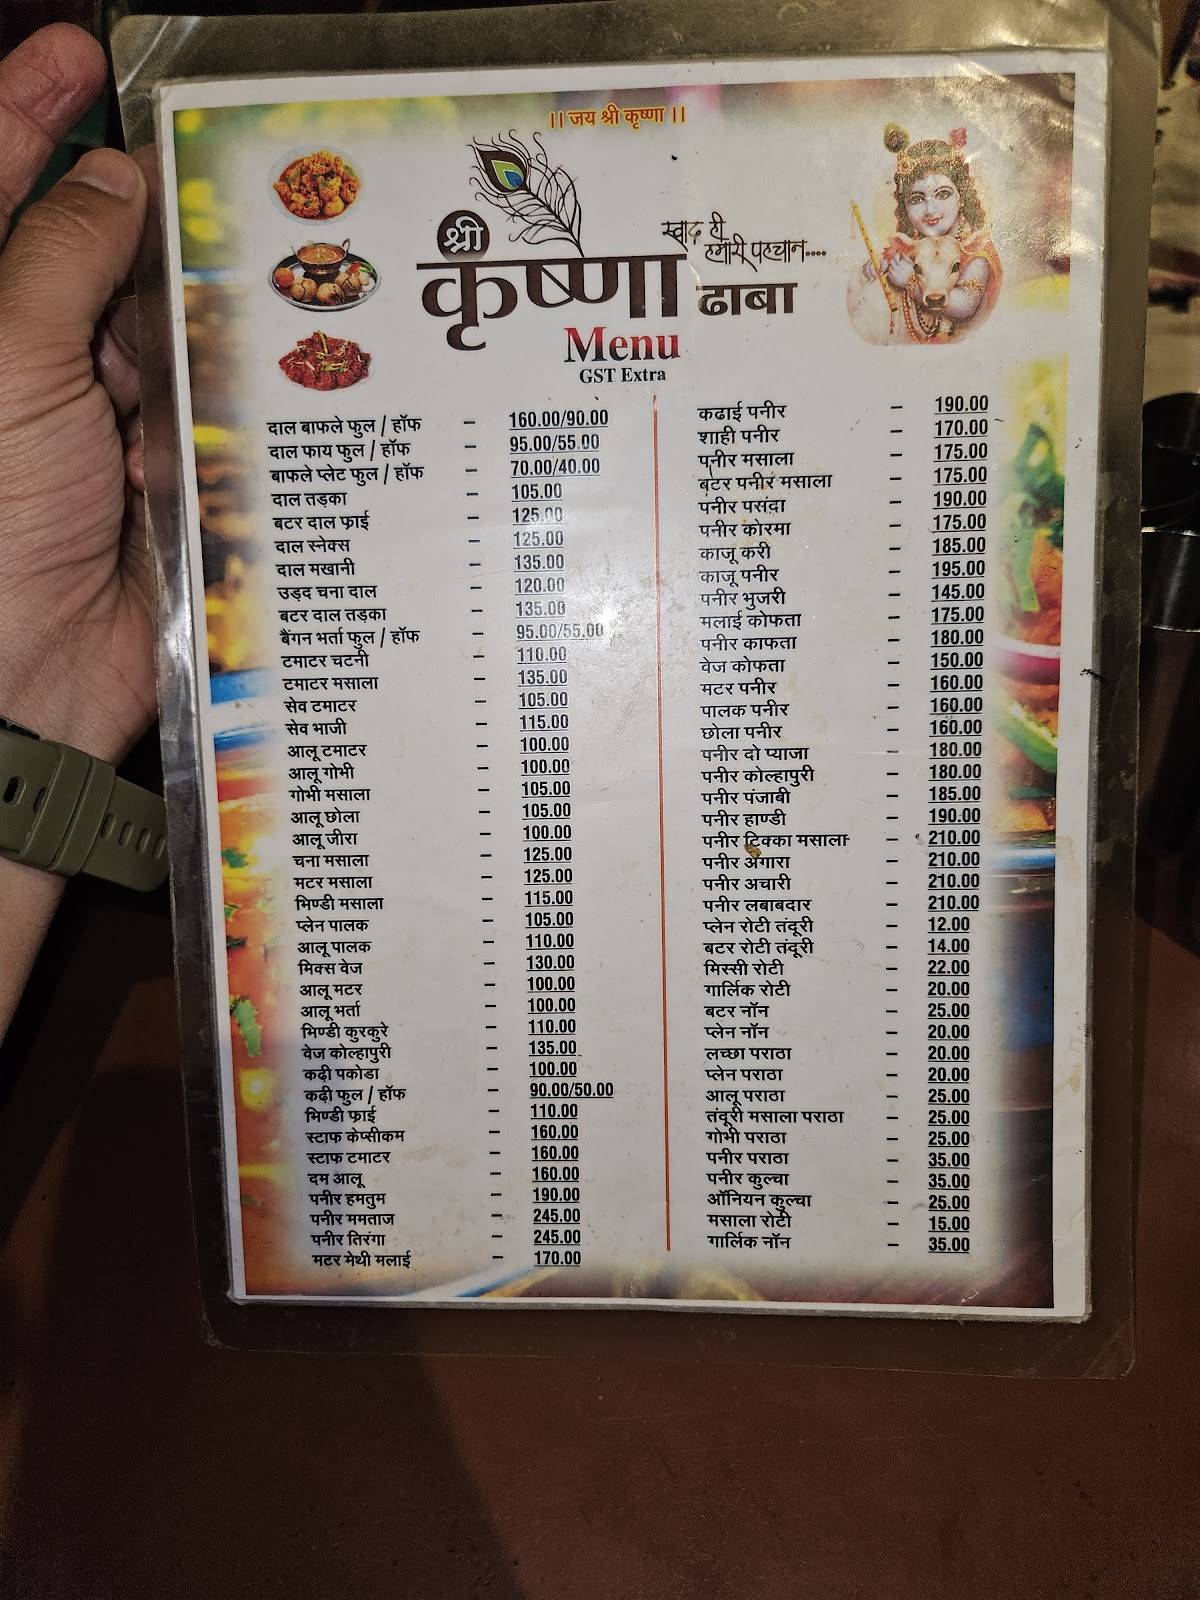 ।। जय श्री कृष्णा ।।
श्री
कृष्णा ढाबा
स्वाद ही
हमारी पहचान....
Menu
GST Extra
दाल बाफले फुल / हॉफ – 160.00/90.00
दाल फाय फुल / हॉफ – 95.00/55.00
बाफले प्लेट फुल / हॉफ – 70.00/40.00
दाल तड़का – 105.00
बटर दाल फ्राई – 125.00
दाल स्नेक्स – 125.00
दाल मखानी – 135.00
उड़द चना दाल – 120.00
बटर दाल तड़का – 135.00
बैंगन भर्ता फुल / हॉफ – 95.00/55.00
टमाटर चटनी – 110.00
टमाटर मसाला – 135.00
सेव टमाटर – 105.00
सेव भाजी – 115.00
आलू टमाटर – 100.00
आलू गोभी – 100.00
गोभी मसाला – 105.00
आलू छोला – 105.00
आलू जीरा – 100.00
चना मसाला – 125.00
मटर मसाला – 125.00
भिण्डी मसाला – 115.00
प्लेन पालक – 105.00
आलू पालक – 110.00
मिक्स वेज – 130.00
आलू मटर – 100.00
आलू भर्ता – 100.00
भिण्डी कुरकुरे – 110.00
वेज कोल्हापुरी – 135.00
कढ़ी पकोडा – 100.00
कढ़ी फुल / हॉफ – 90.00/50.00
भिण्डी फ्राई – 110.00
स्टाफ केप्सीकम – 160.00
स्टाफ टमाटर – 160.00
दम आलू – 160.00
पनीर हमतुम – 190.00
पनीर ममताज – 245.00
पनीर तिरंगा – 245.00
मटर मेथी मलाई – 170.00
कढाई पनीर – 190.00
शाही पनीर – 170.00
पनीर मसाला – 175.00
बटर पनीर मसाला – 175.00
पनीर पसंदा – 190.00
पनीर कोरमा – 175.00
काजू करी – 185.00
काजू पनीर – 195.00
पनीर भुजरी – 145.00
मलाई कोफता – 175.00
पनीर काफता – 180.00
वेज कोफता – 150.00
मटर पनीर – 160.00
पालक पनीर – 160.00
छोला पनीर – 160.00
पनीर दो प्याजा – 180.00
पनीर कोल्हापुरी – 180.00
पनीर पंजाबी – 185.00
पनीर हाण्डी – 190.00
पनीर टिक्का मसाला – 210.00
पनीर अंगारा – 210.00
पनीर अचारी – 210.00
पनीर लबाबदार – 210.00
प्लेन रोटी तंदूरी – 12.00
बटर रोटी तंदूरी – 14.00
मिस्सी रोटी – 22.00
गार्लिक रोटी – 20.00
बटर नॉन – 25.00
प्लेन नॉन – 20.00
लच्छा पराठा – 20.00
प्लेन पराठा – 20.00
आलू पराठा – 25.00
तंदूरी मसाला पराठा – 25.00
गोभी पराठा – 25.00
पनीर पराठा – 35.00
पनीर कुल्चा – 35.00
ऑनियन कुल्चा – 25.00
मसाला रोटी – 15.00
गार्लिक नॉन – 35.00